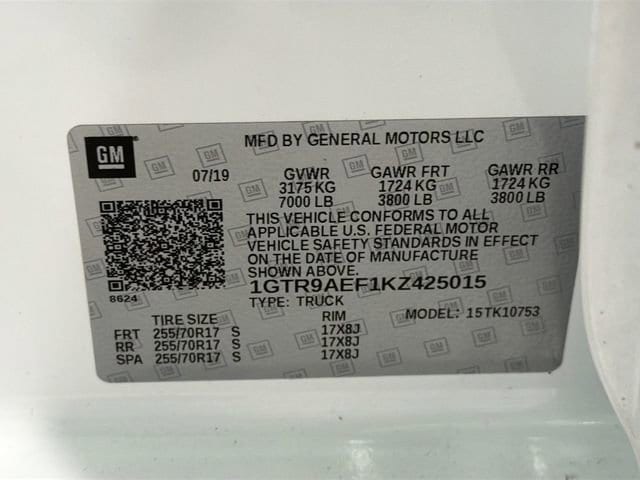 GM
MFD BY GENERAL MOTORS LLC
07/19 GVWR GAWR FRT GAWR RR
3175 KG 1724 KG 1724 KG
7000 LB 3800 LB 3800 LB
THIS VEHICLE CONFORMS TO ALL
APPLICABLE U.S. FEDERAL MOTOR
VEHICLE SAFETY STANDARDS IN EFFECT
ON THE DATE OF MANUFACTURE
SHOWN ABOVE.
8624
1GTR9AEF1KZ425015
TYPE: TRUCK MODEL: 15TK10753
TIRE SIZE RIM
FRT 255/70R17 S 17X8J
RR 255/70R17 S 17X8J
SPA 255/70R17 S 17X8J